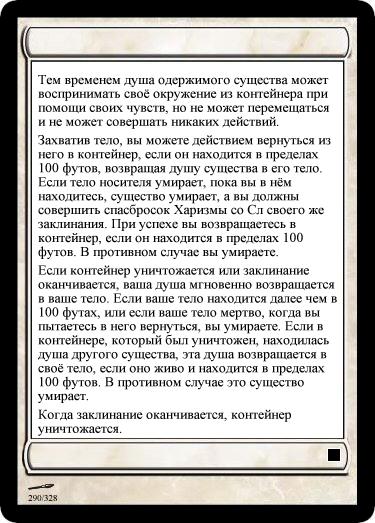 Тем временем душа одержимого существа может
воспринимать своё окружение из контейнера при
помощи своих чувств, но не может перемещаться
и не может совершать никаких действий.
Захватив тело, вы можете действием вернуться из
него в контейнер, если он находится в пределах
100 футов, возвращая душу существа в его тело.
Если тело носителя умирает, пока вы в нём
находитесь, существо умирает, а вы должны
совершить спасбросок Харизмы со Сл своего же
заклинания. При успехе вы возвращаетесь в
контейнер, если он находится в пределах 100
футов. В противном случае вы умираете.
Если контейнер уничтожается или заклинание
оканчивается, ваша душа мгновенно возвращается
в ваше тело. Если ваше тело находится далее чем в
100 футах, или если ваше тело мертво, когда вы
пытаетесь в него вернуться, вы умираете. Если в
контейнере, который был уничтожен, находилась
душа другого существа, эта душа возвращается в
своё тело, если оно живо и находится в пределах
100 футов. В противном случае это существо
умирает.
Когда заклинание оканчивается, контейнер
уничтожается.
290/328